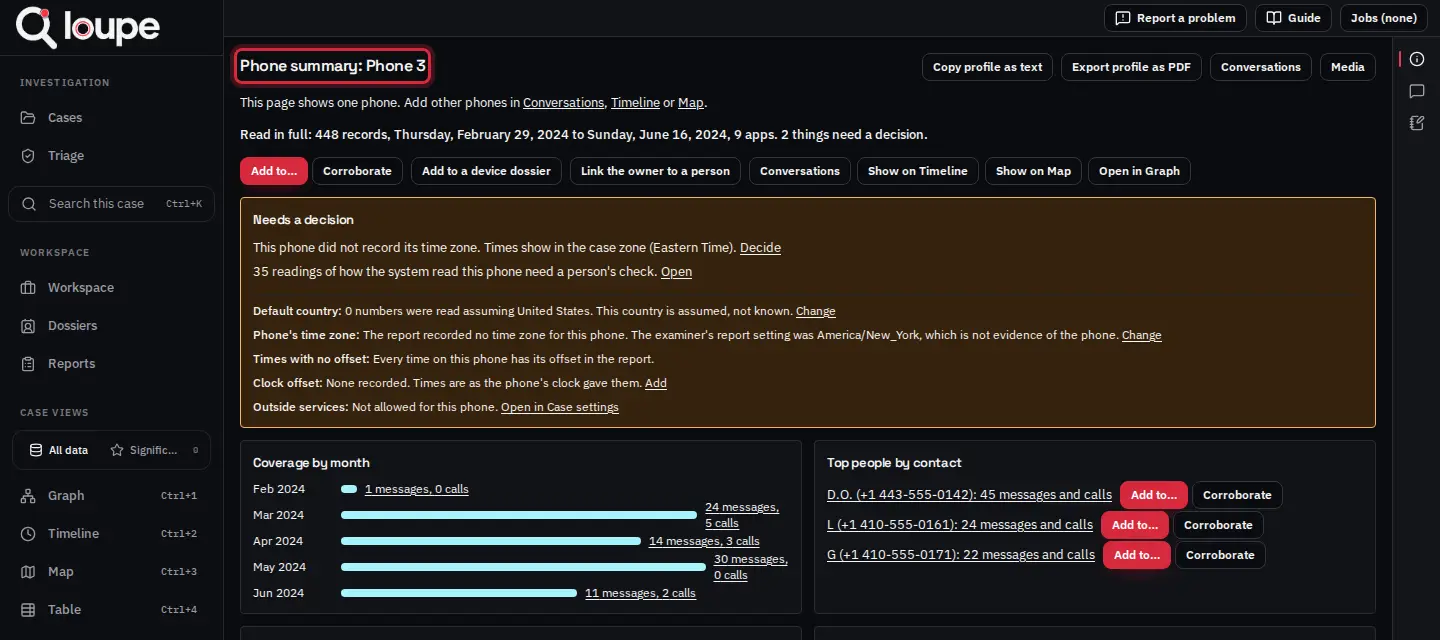 loupe
Report a problem
Guide
Jobs (none)
INVESTIGATION
Cases
Triage
Search this case Ctrl+K
WORKSPACE
Workspace
Dossiers
Reports
CASE VIEWS
All data Signific... 0
Graph Ctrl+1
Timeline Ctrl+2
Map Ctrl+3
Table Ctrl+4
Phone summary: Phone 3
Copy profile as text
Export profile as PDF
Conversations
Media
This page shows one phone. Add other phones in Conversations, Timeline or Map.
Read in full: 448 records, Thursday, February 29, 2024 to Sunday, June 16, 2024, 9 apps. 2 things need a decision.
Add to...
Corroborate
Add to a device dossier
Link the owner to a person
Conversations
Show on Timeline
Show on Map
Open in Graph
Needs a decision
This phone did not record its time zone. Times show in the case zone (Eastern Time). Decide
35 readings of how the system read this phone need a person's check. Open
Default country: 0 numbers were read assuming United States. This country is assumed, not known. Change
Phone's time zone: The report recorded no time zone for this phone. The examiner's report setting was America/New_York, which is not evidence of the phone. Change
Times with no offset: Every time on this phone has its offset in the report.
Clock offset: None recorded. Times are as the phone's clock gave them. Add
Outside services: Not allowed for this phone. Open in Case settings
Coverage by month
Feb 2024 1 messages, 0 calls
Mar 2024 24 messages,
5 calls
Apr 2024 14 messages, 3 calls
May 2024 30 messages,
0 calls
Jun 2024 11 messages, 2 calls
Top people by contact
D.O. (+1 443-555-0142): 45 messages and calls Add to... Corroborate
L (+1 410-555-0161): 24 messages and calls Add to... Corroborate
G (+1 410-555-0171): 22 messages and calls Add to... Corroborate